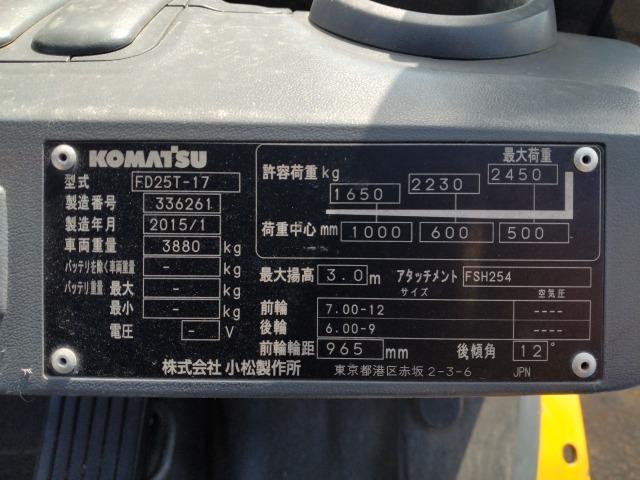 KOMATSU
型式 FD25T-17
製造番号 336261
製造年月 2015/1
車両重量 3880 kg
バッテリを除く車両重量 - kg
バッテリ重量 最大 - kg
最小 - kg
電圧 - V
最大荷重
許容荷重 kg 1650 2230 2450
荷重中心 mm 1000 600 500
最大揚高 3.0 m アタッチメント FSH254
サイズ 空気圧
前輪 7.00-12 ----
後輪 6.00-9 ----
前輪輪距 965 mm 後傾角 12°
株式会社 小松製作所 東京都港区赤坂 2-3-6 JPN